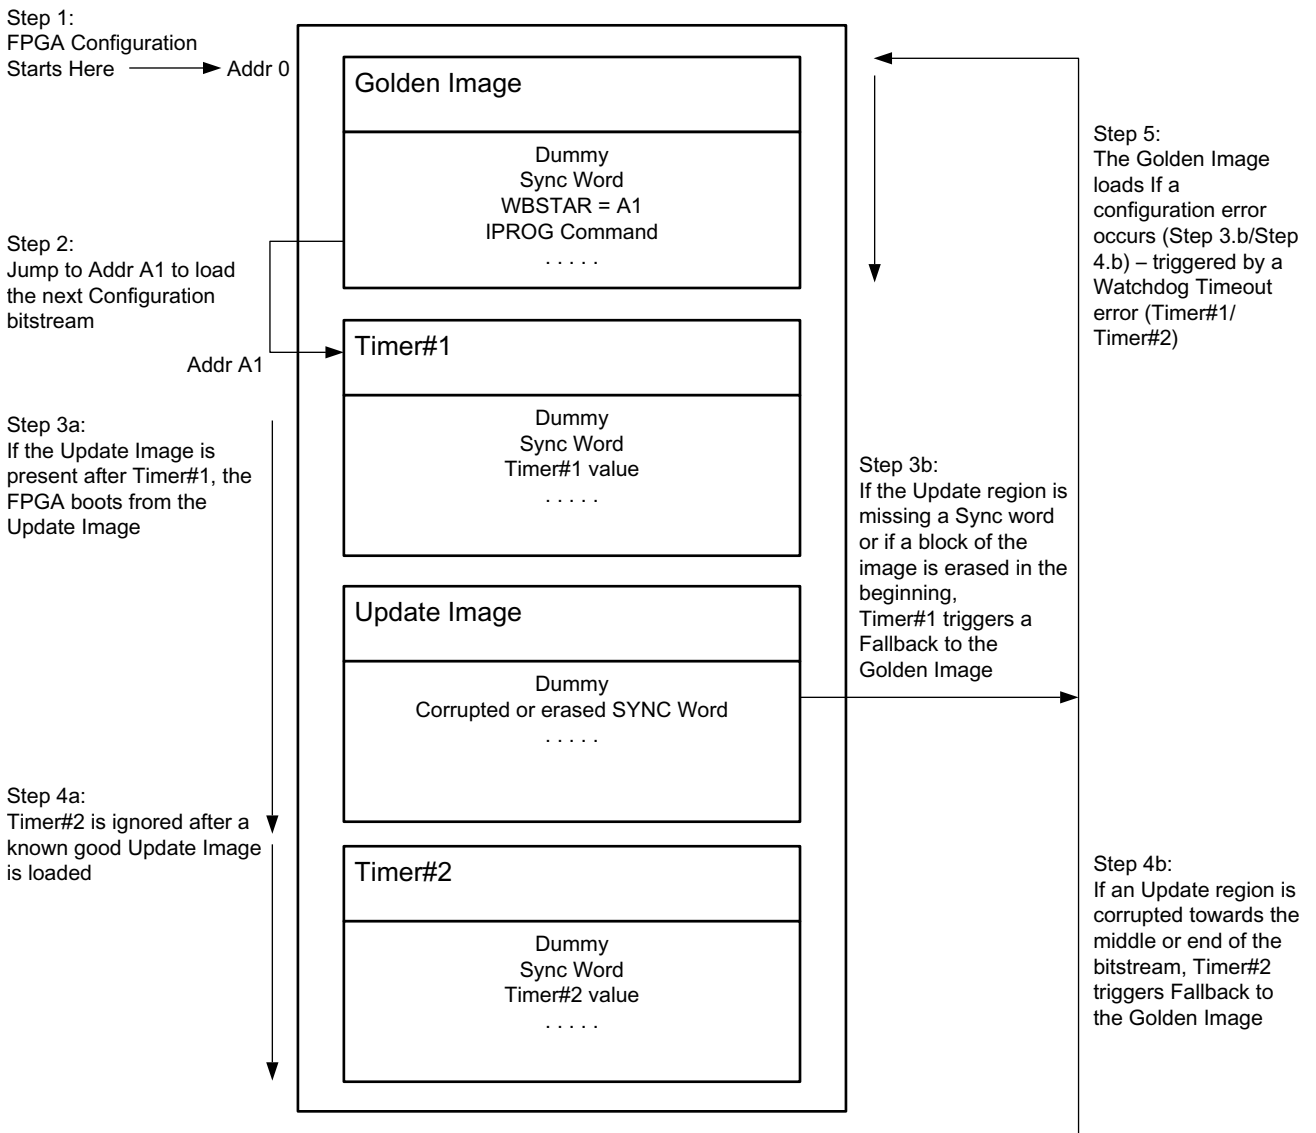 Step 1:
FPGA Configuration
Starts Here
Addr 0
Golden Image
Dummy
Sync Word
WBSTAR = A1
IPROG Command
. . . . .
Step 2:
Jump to Addr A1 to load
the next Configuration
bitstream
Addr A1
Timer#1
Dummy
Sync Word
Timer#1 value
. . . . .
Step 3a:
If the Update Image is
present after Timer#1, the
FPGA boots from the
Update Image
Update Image
Dummy
Corrupted or erased SYNC Word
. . . . .
Step 3b:
If the Update region is
missing a Sync word
or if a block of the
image is erased in the
beginning,
Timer#1 triggers a
Fallback to the
Golden Image
Step 4a:
Timer#2 is ignored after a
known good Update Image
is loaded
Timer#2
Dummy
Sync Word
Timer#2 value
. . . . .
Step 4b:
If an Update region is
corrupted towards the
middle or end of the
bitstream, Timer#2
triggers Fallback to
the Golden Image
Step 5:
The Golden Image
loads If a
configuration error
occurs (Step 3.b/Step
4.b) – triggered by a
Watchdog Timeout
error (Timer#1/
Timer#2)